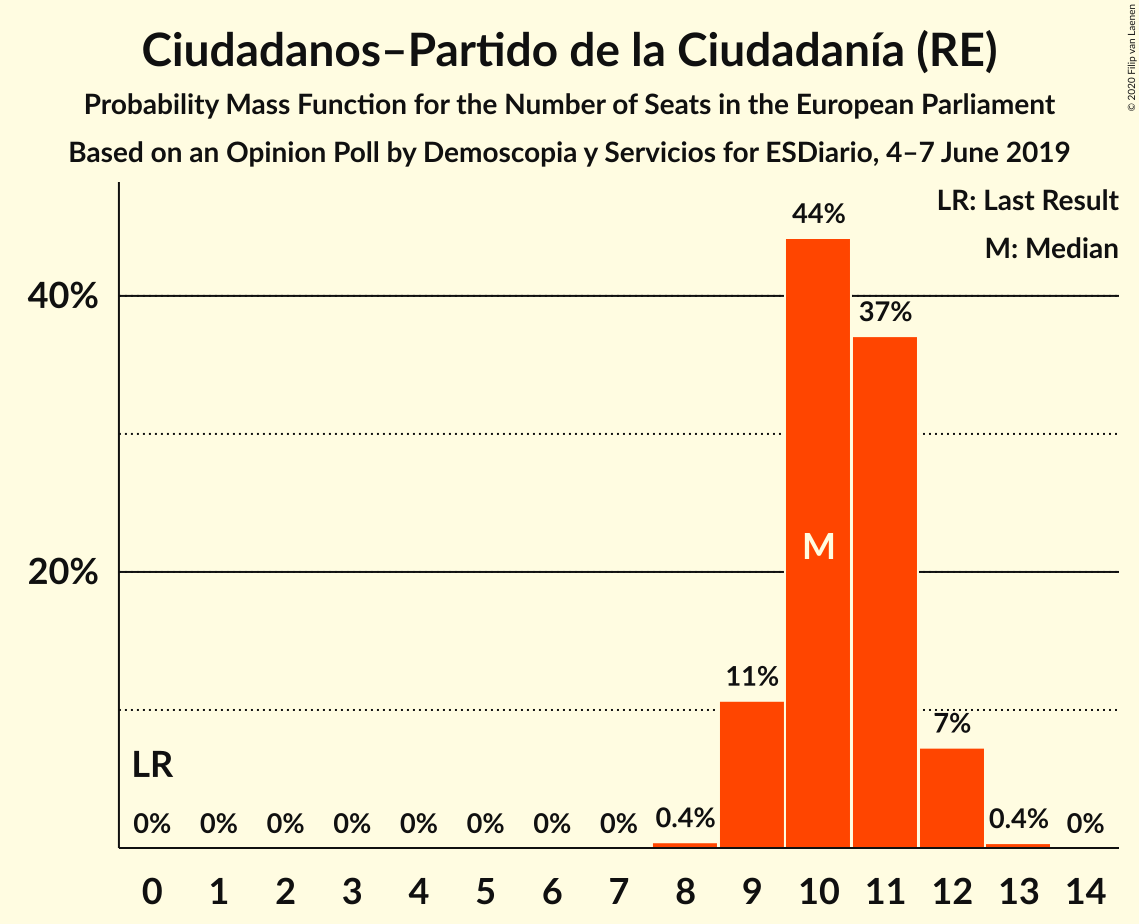 Ciudadanos–Partido de la Ciudadanía (RE)
Probability Mass Function for the Number of Seats in the European Parliament
Based on an Opinion Poll by Demoscopia y Servicios for ESDiario, 4–7 June 2019
© 2020 Filip van Laenen
LR: Last Result
M: Median
44%
40%
37%
M
20%
11%
7%
LR
0% 0% 0% 0% 0% 0% 0% 0% 0.4% 0.4% 0%
0 1 2 3 4 5 6 7 8 9 10 11 12 13 14